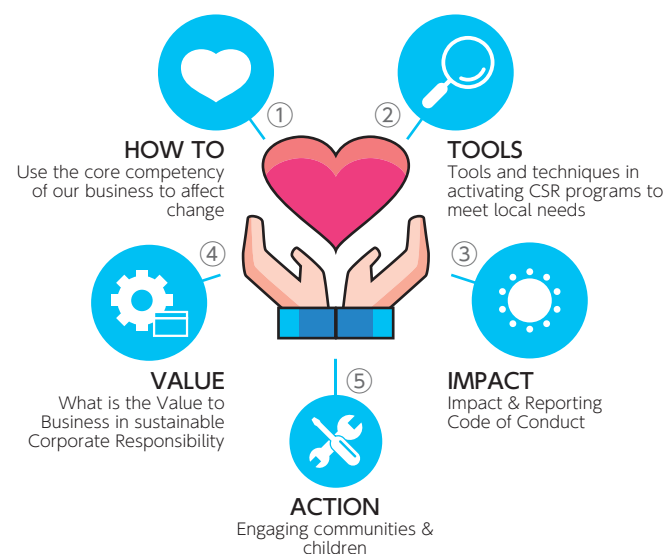 ①
HOW TO
Use the core competency
of our business to affect
change
②
TOOLS
Tools and techniques in
activating CSR programs to
meet local needs
③
IMPACT
Impact & Reporting
Code of Conduct
④
VALUE
What is the Value to
Business in sustainable
Corporate Responsibility
⑤
ACTION
Engaging communities &
children